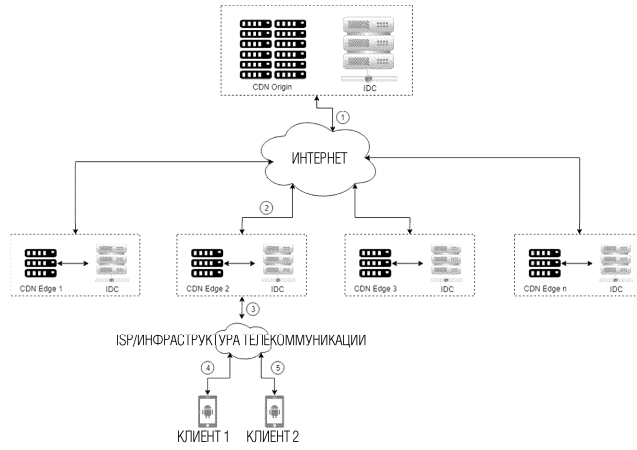 CDN Origin
IDC
1
ИНТЕРНЕТ
2
CDN Edge 1
IDC
CDN Edge 2
IDC
CDN Edge 3
IDC
CDN Edge n
IDC
3
ISP/ИНФРАСТРУКТУРА ТЕЛЕКОММУНИКАЦИИ
4
5
КЛИЕНТ 1
КЛИЕНТ 2